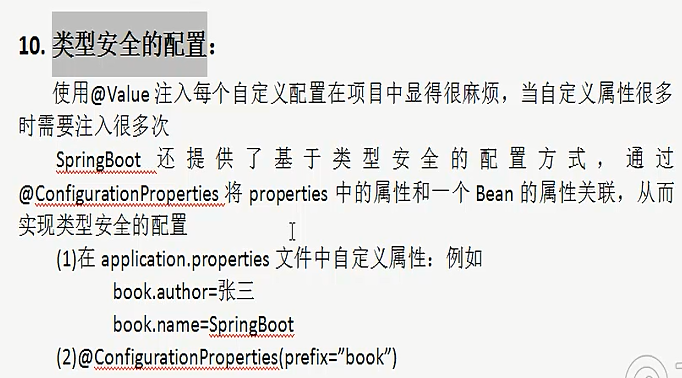 10. 类型安全的配置：
使用@Value 注入每个自定义配置在项目中显得很麻烦，当自定义属性很多
时需要注入很多次
SpringBoot 还提供了基于类型安全的配置方式，通过
@ConfigurationProperties 将 properties 中的属性和一个 Bean 的属性关联，从而
实现类型安全的配置
(1)在 application.properties 文件中自定义属性：例如
book.author=张三
book.name=SpringBoot
(2)@ConfigurationProperties(prefix=”book”)